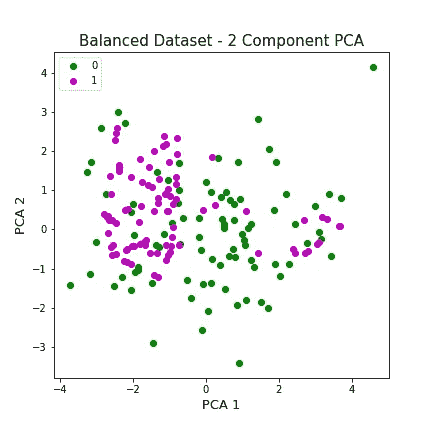 Balanced Dataset - 2 Component PCA
0
1
4
3
2
1
0
−1
−2
−3
PCA 2
−4 −2 0 2 4
PCA 1